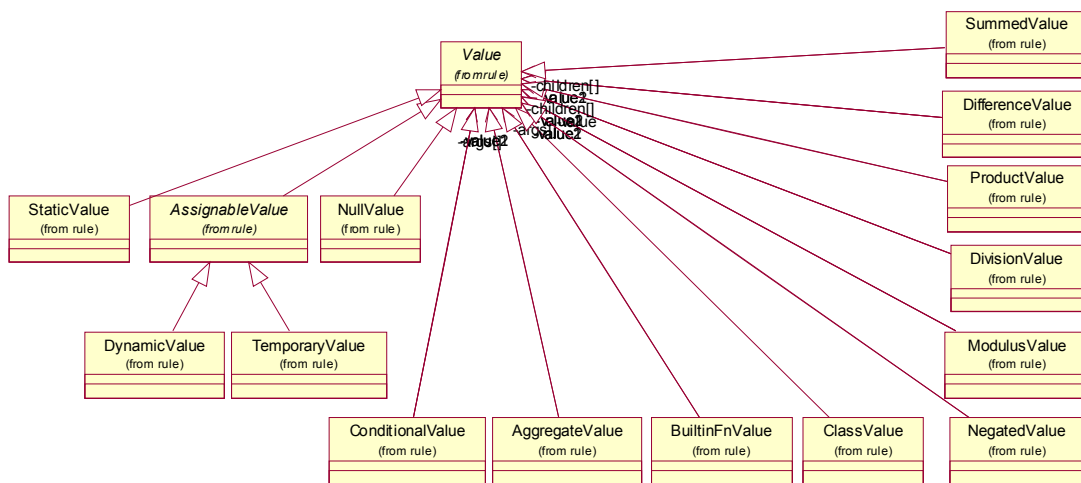 SummedValue
(from rule)
Value
(from rule)
-children[]
DifferenceValue
(from rule)
-children[]
ProductValue
(from rule)
StaticValue
(from rule)
AssignableValue
(from rule)
NullValue
(from rule)
DivisionValue
(from rule)
DynamicValue
(from rule)
TemporaryValue
(from rule)
ModulusValue
(from rule)
ConditionalValue
(from rule)
AggregateValue
(from rule)
BuiltinFnValue
(from rule)
ClassValue
(from rule)
NegatedValue
(from rule)